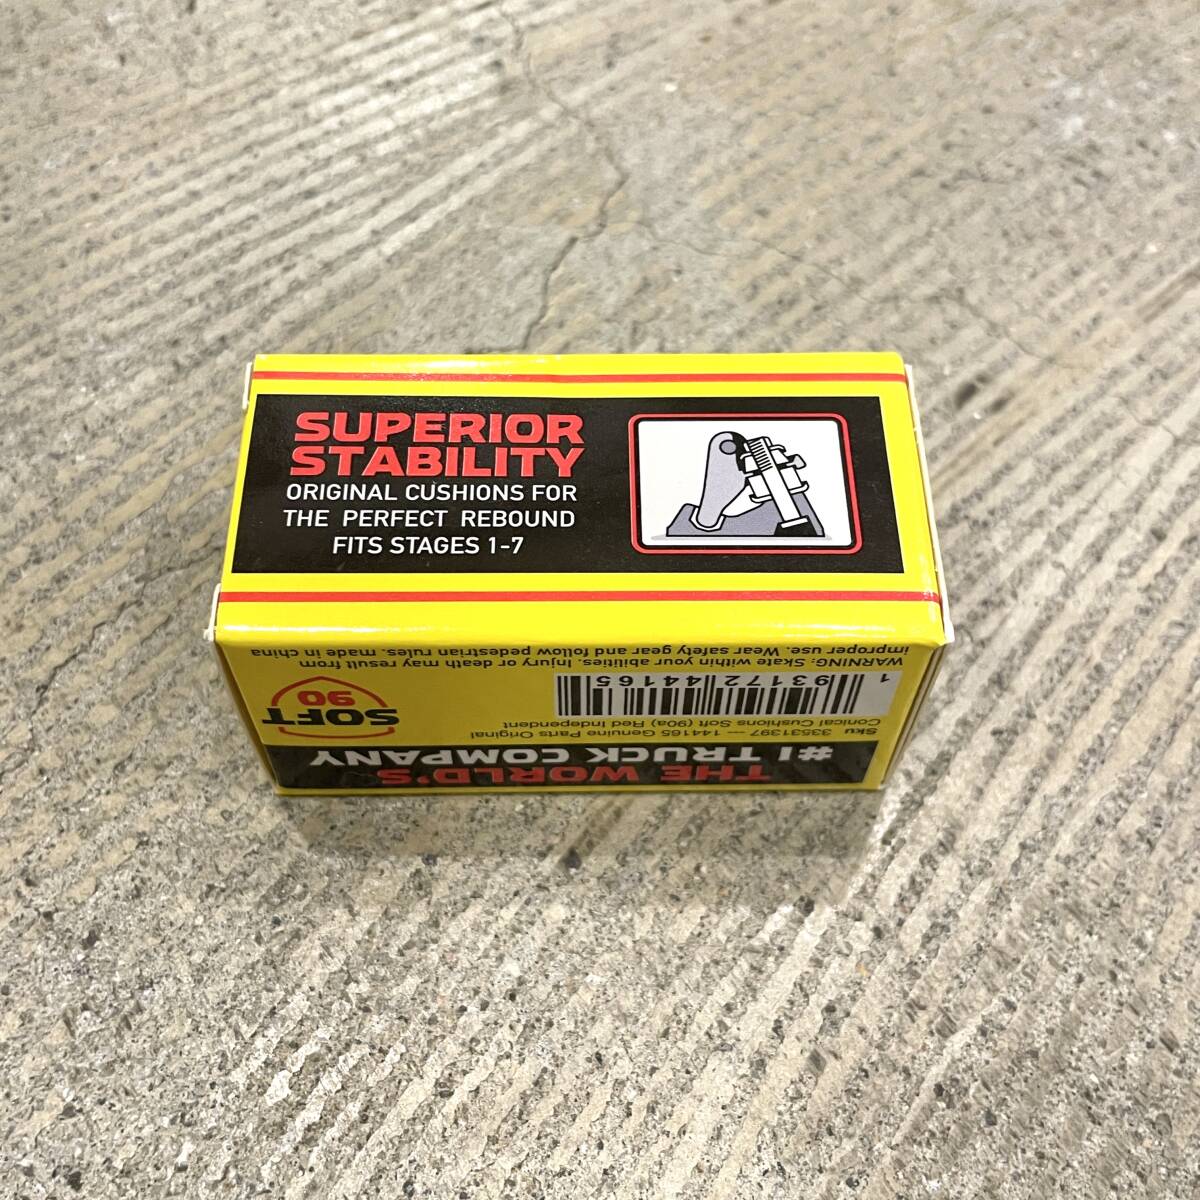 SUPERIOR
STABILITY
ORIGINAL CUSHIONS FOR
THE PERFECT REBOUND
FITS STAGES 1-7
THE WORLD'S
#1 TRUCK COMPANY
Sku 33531397 — 144165 Genuine Parts Original
Conical Cushions Soft (90a) Red Independent
SOFT
90
1 93172 44165
WARNING: Skate within your abilities. Injury or death may result from
improper use. Wear safety gear and follow pedestrian rules. made in china